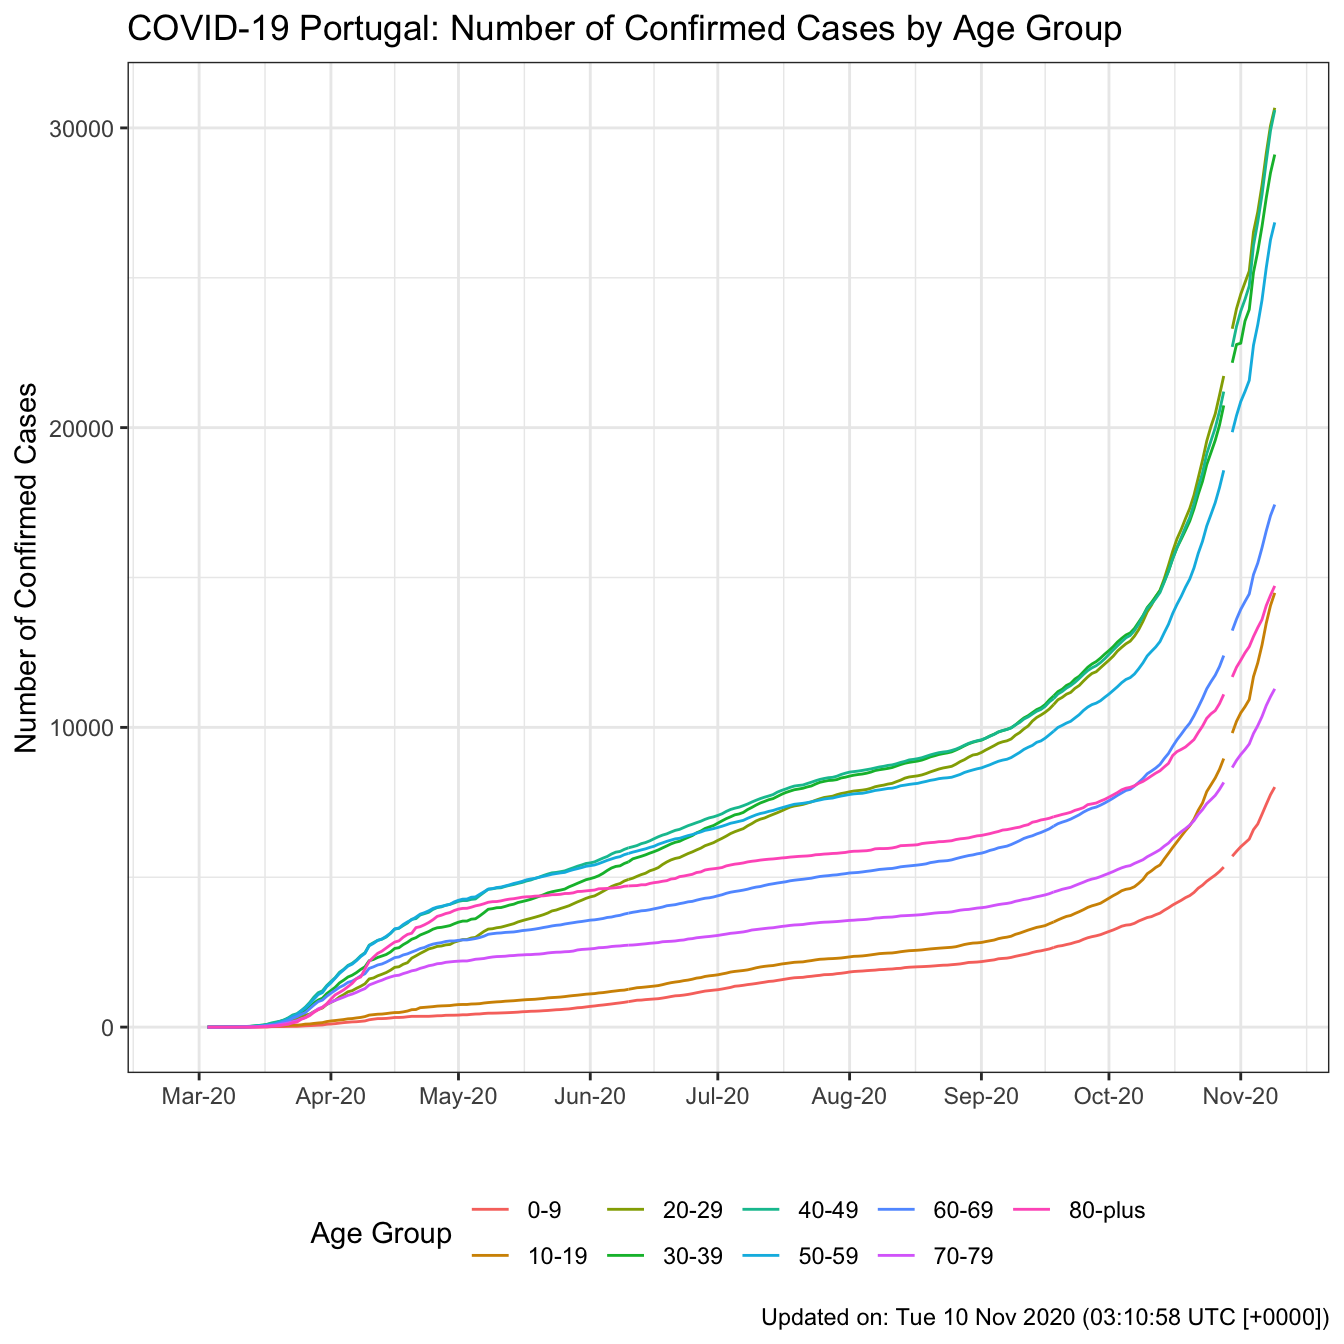 COVID-19 Portugal: Number of Confirmed Cases by Age Group
Number of Confirmed Cases
30000
20000
10000
0
Mar-20 Apr-20 May-20 Jun-20 Jul-20 Aug-20 Sep-20 Oct-20 Nov-20
Age Group
0-9 20-29 40-49 60-69 80-plus
10-19 30-39 50-59 70-79
Updated on: Tue 10 Nov 2020 (03:10:58 UTC [+0000])